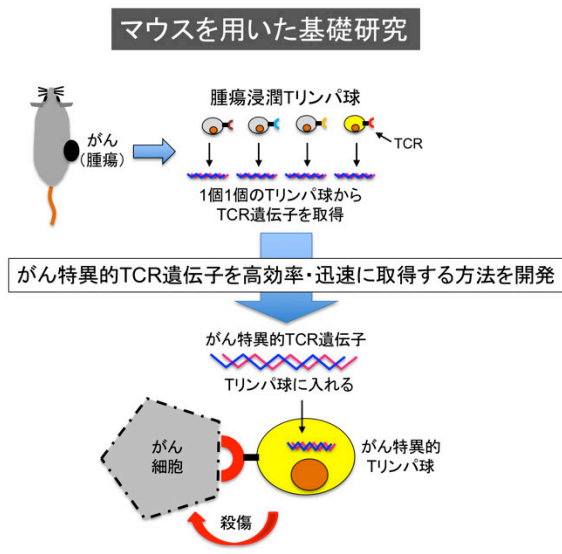 マウスを用いた基礎研究
腫瘍浸潤Tリンパ球
がん
(腫瘍)
TCR
1個1個のTリンパ球から
TCR遺伝子を取得
がん特異的TCR遺伝子を高効率・迅速に取得する方法を開発
がん特異的TCR遺伝子
Tリンパ球に入れる
がん
細胞
がん特異的
Tリンパ球
殺傷